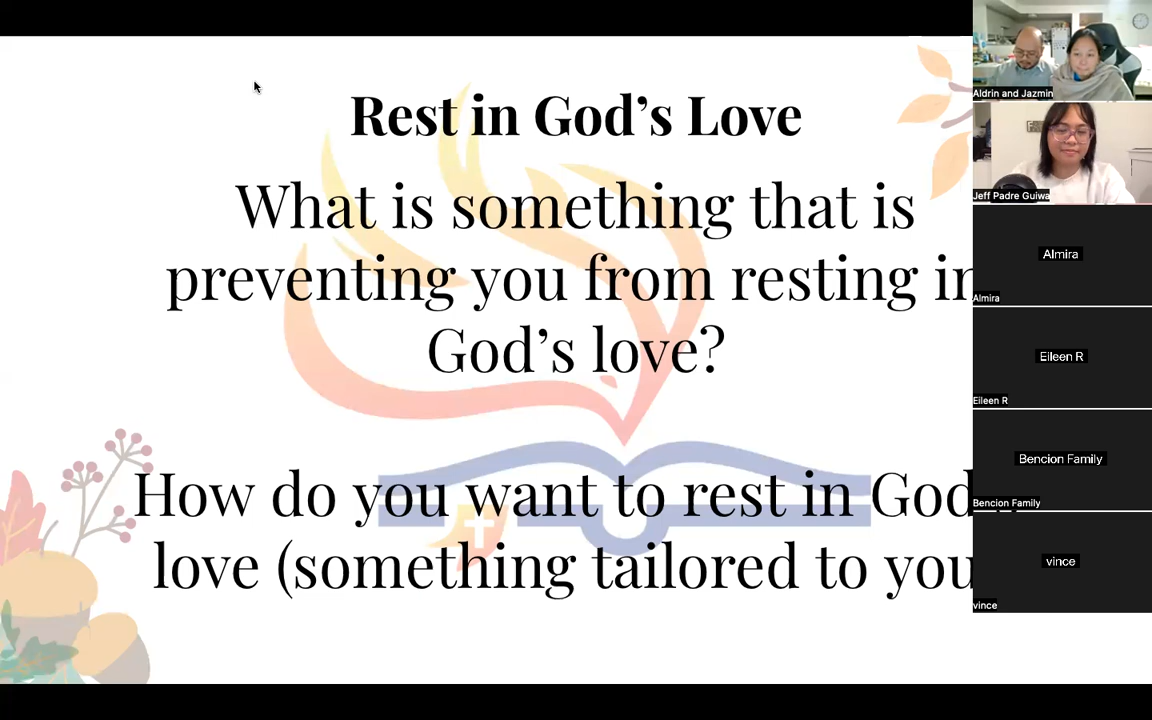 Rest in God’s Love
What is something that is
preventing you from resting in
God’s love?
How do you want to rest in God
love (something tailored to you
Aldrin and Jazmin
Jeff Padre Guiwa
Almira
Almira
Eileen R
Eileen R
Bencion Family
Bencion Family
vince
vince